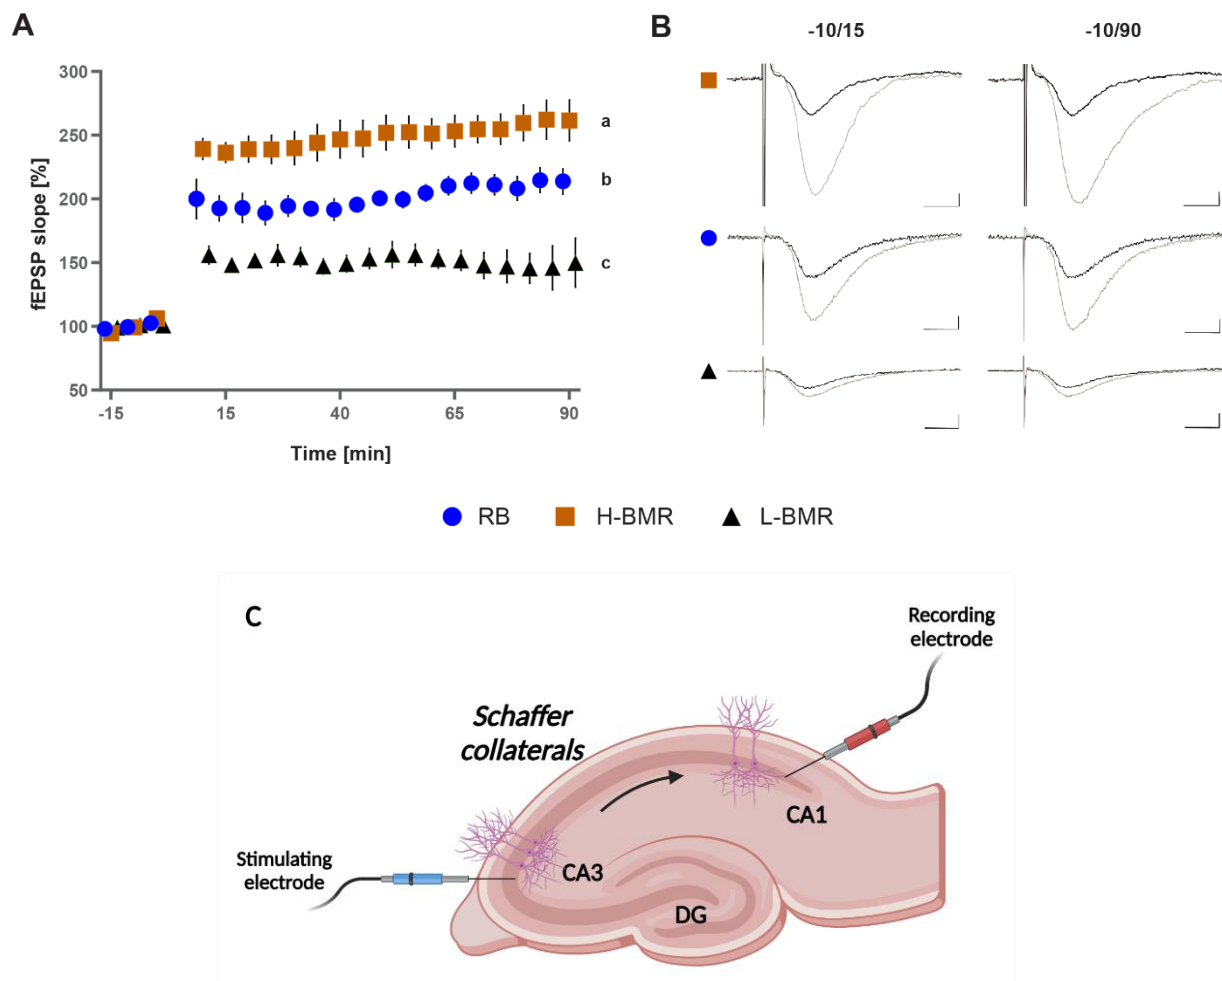 A
fEPSP slope [%]
300
250
200
150
100
50
-15
15
40
65
90
Time [min]
a
b
c
B
-10/15
-10/90
RB
H-BMR
L-BMR
C
Recording
electrode
Schaffer
collaterals
CA1
Stimulating
electrode
CA3
DG